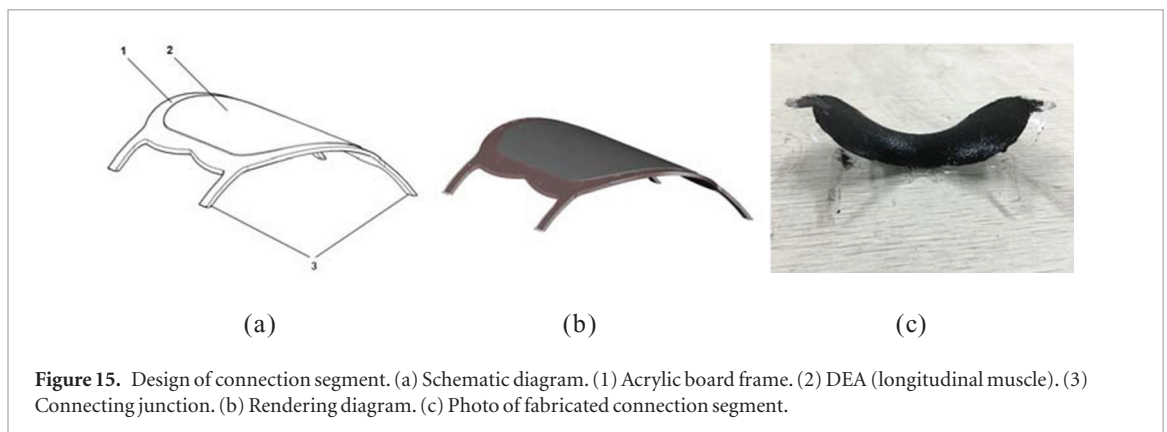 1
2
3
(a)
(b)
(c)
Figure 15. Design of connection segment. (a) Schematic diagram. (1) Acrylic board frame. (2) DEA (longitudinal muscle). (3)
Connecting junction. (b) Rendering diagram. (c) Photo of fabricated connection segment.